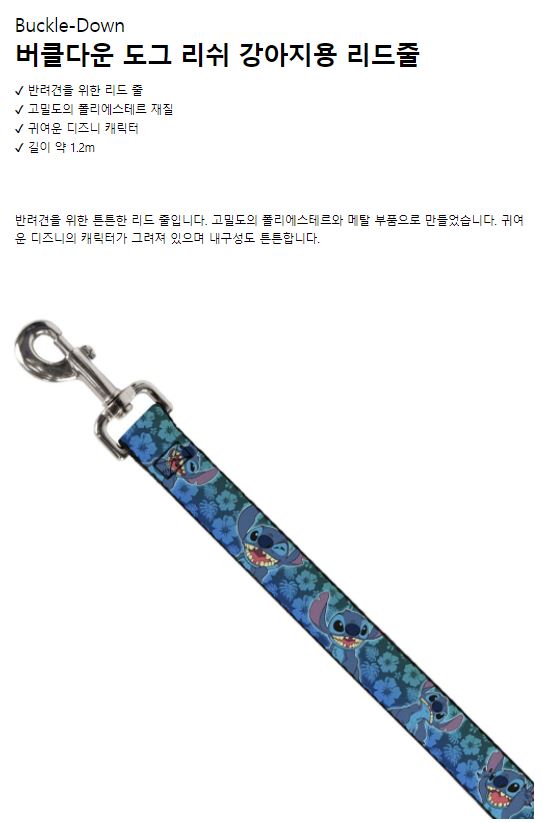 Buckle-Down
버클다운 도그 리쉬 강아지용 리드줄
✓ 반려견을 위한 리드 줄
✓ 고밀도의 폴리에스테르 재질
✓ 귀여운 디즈니 캐릭터
✓ 길이 약 1.2m
반려견을 위한 튼튼한 리드 줄입니다. 고밀도의 폴리에스테르와 메탈 부품으로 만들었습니다. 귀여
운 디즈니의 캐릭터가 그려져 있으며 내구성도 튼튼합니다.